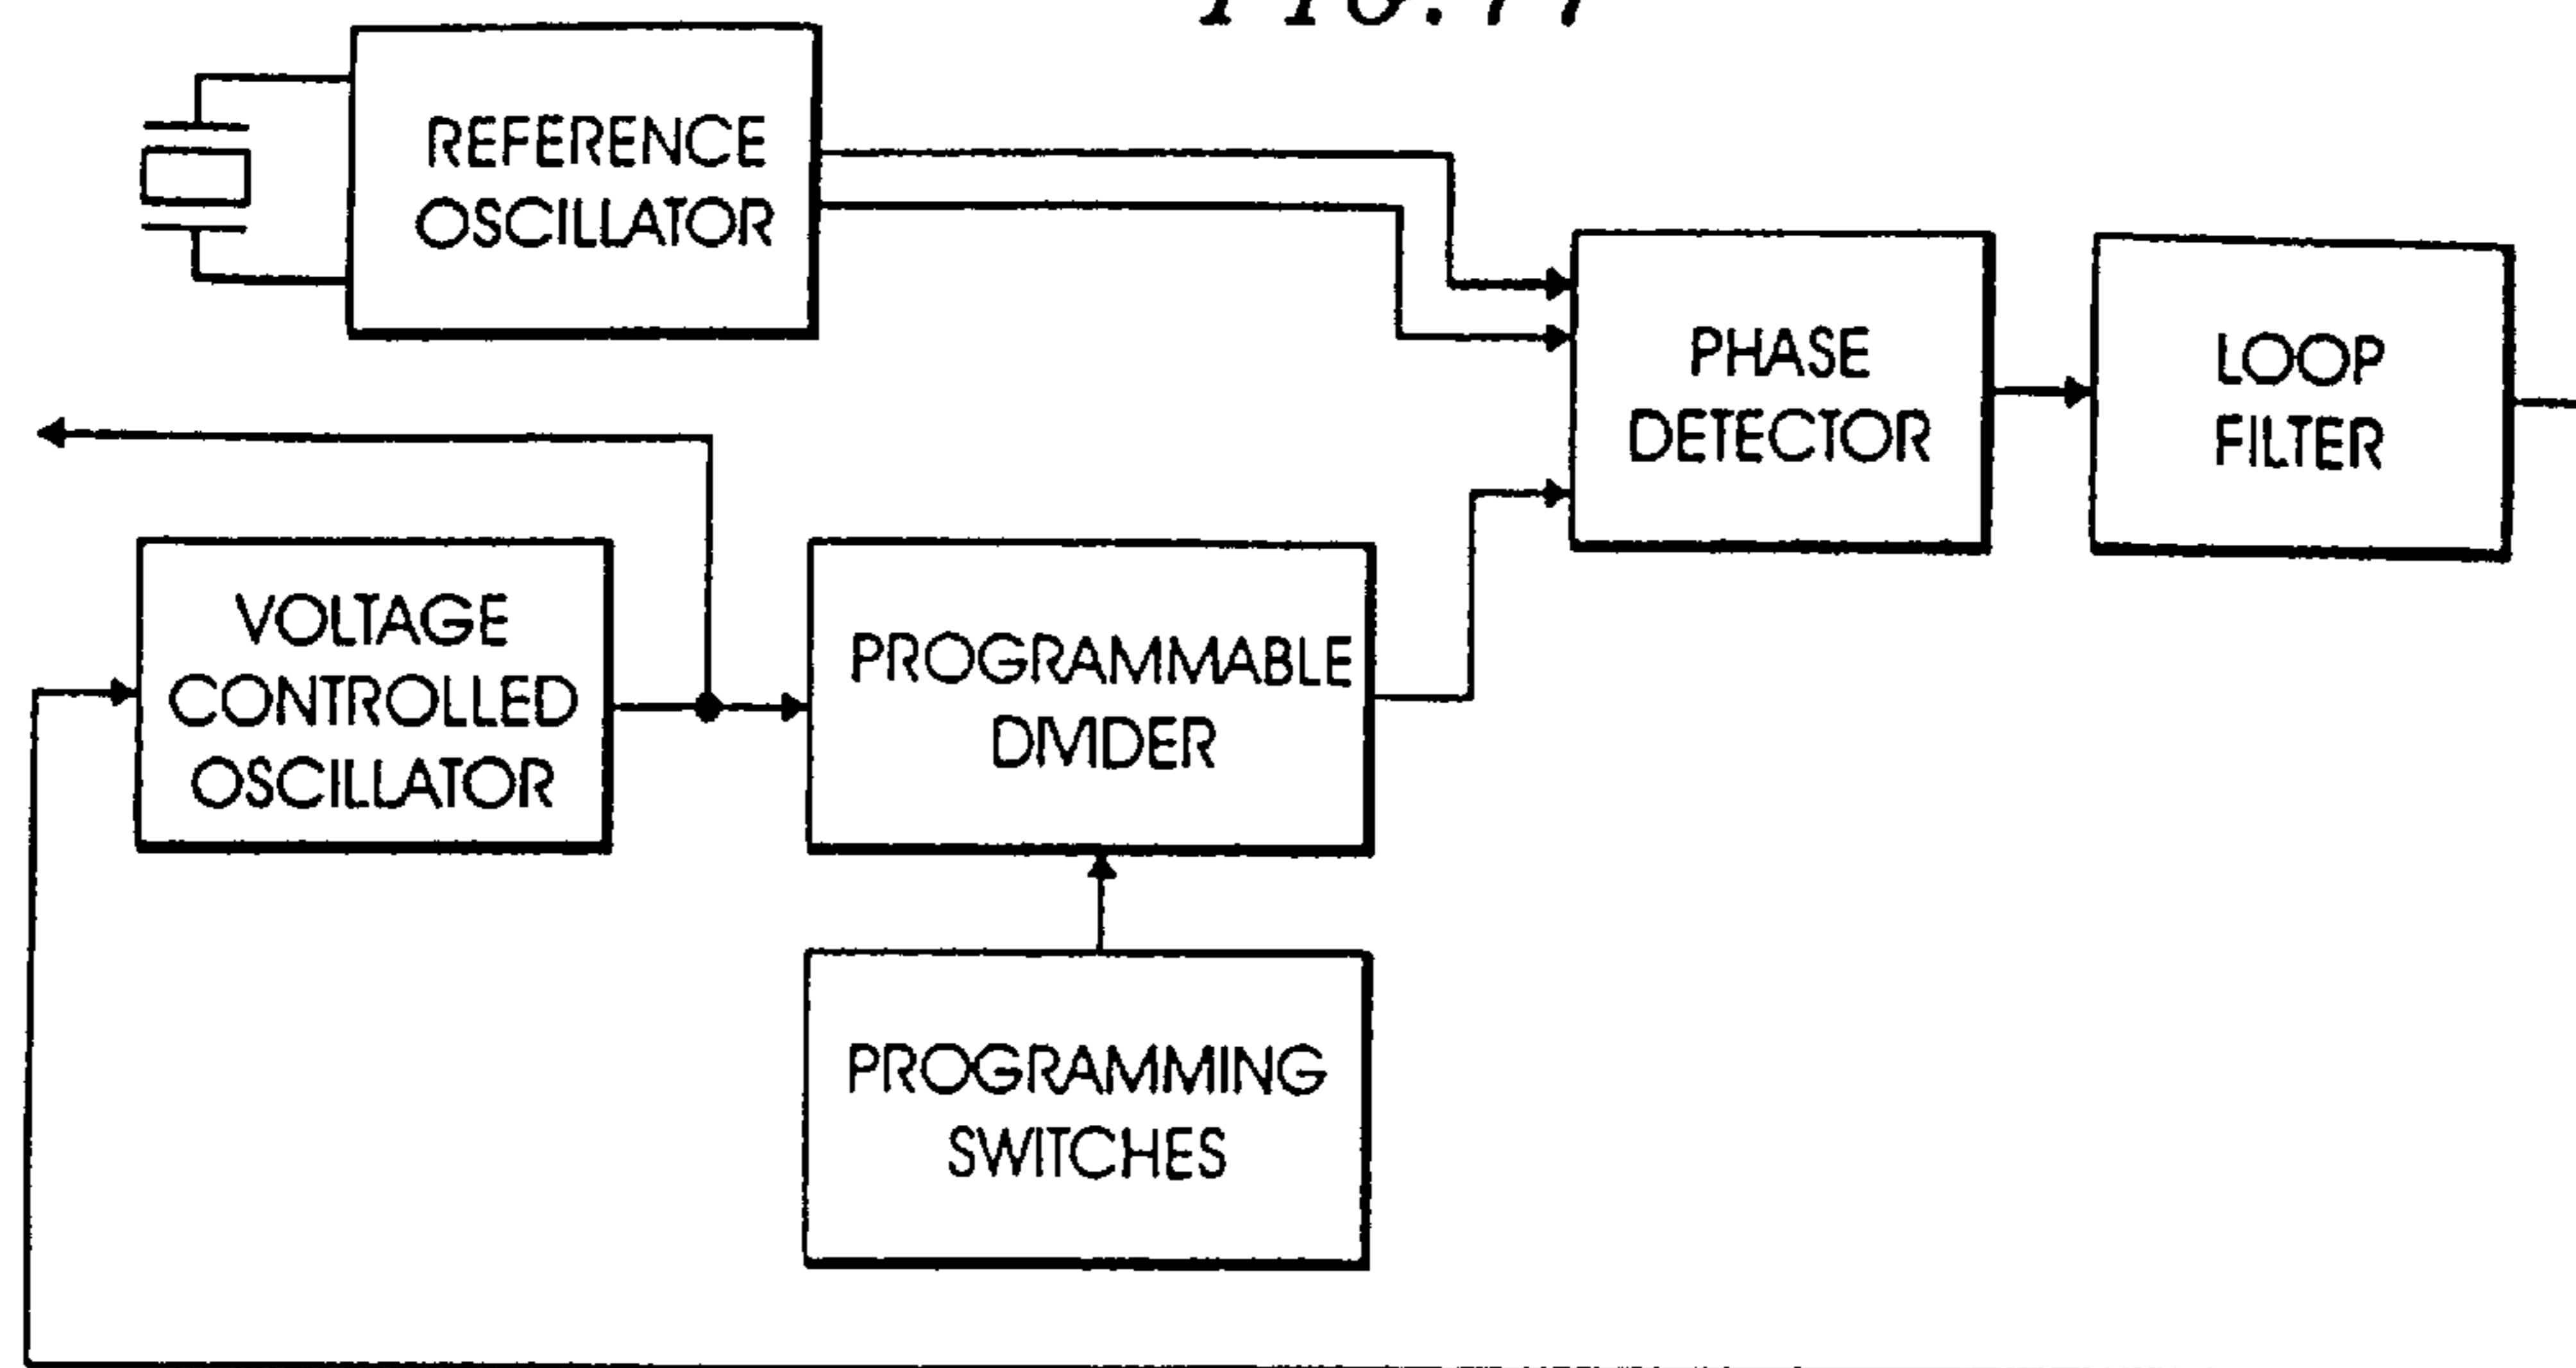 REFERENCE
OSCILLATOR
PHASE
DETECTOR
LOOP
FILTER
VOLTAGE
CONTROLLED
OSCILLATOR
PROGRAMMABLE
DIVIDER
PROGRAMMING
SWITCHES